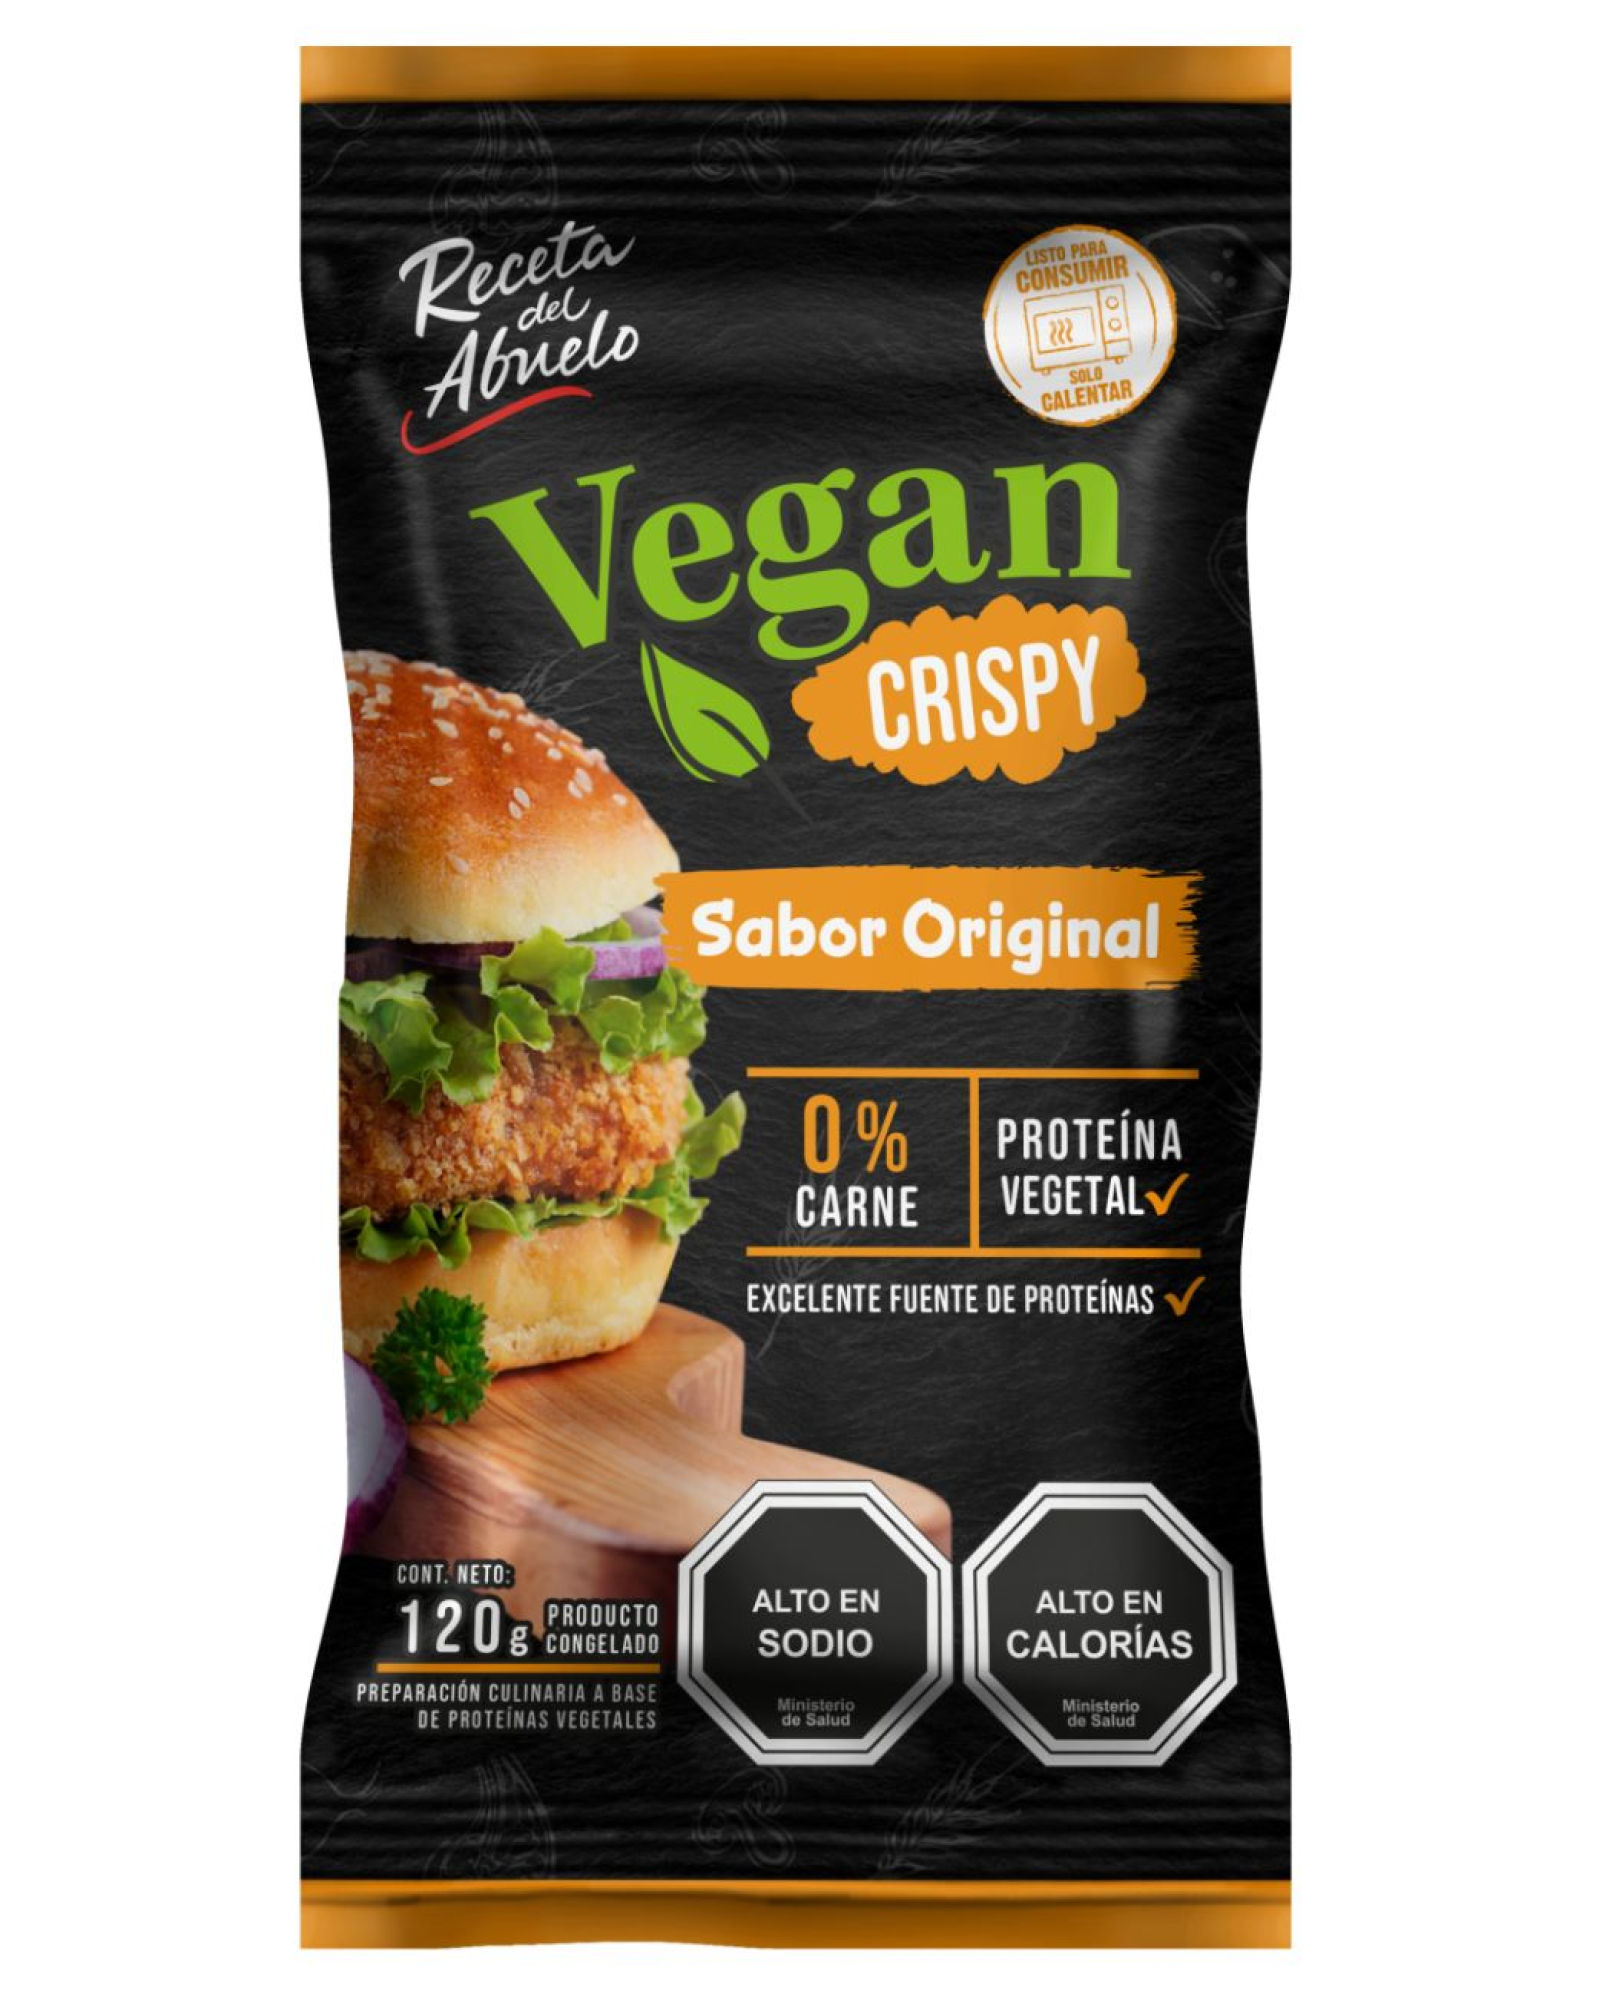 Receta
del
Abuelo
LISTO PARA
CONSUMIR
SOLO
CALENTAR
Vegan
CRISPY
Sabor Original
0%
CARNE
PROTEÍNA
VEGETAL
EXCELENTE FUENTE DE PROTEÍNAS
CONT. NETO:
120g
PRODUCTO
CONGELADO
PREPARACIÓN CULINARIA A BASE
DE PROTEÍNAS VEGETALES
ALTO EN
SODIO
Ministerio
de Salud
ALTO EN
CALORÍAS
Ministerio
de Salud